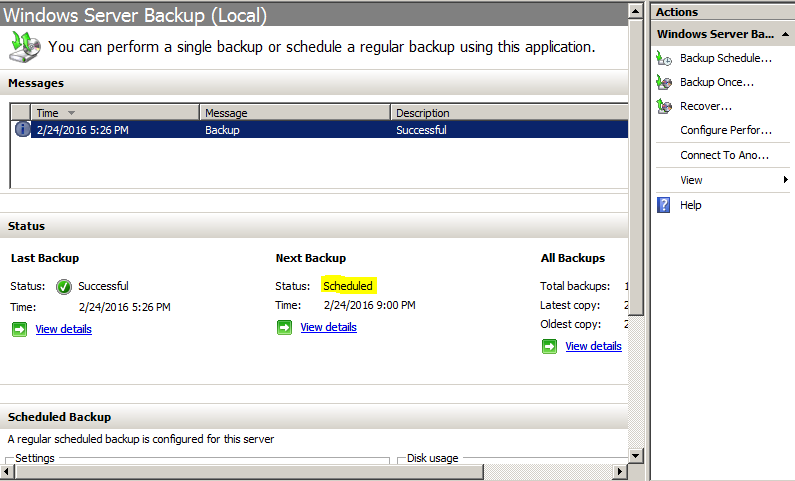 Windows Server Backup (Local)
You can perform a single backup or schedule a regular backup using this application.
Messages
Time Message Description
2/24/2016 5:26 PM Backup Successful
Status
Last Backup Next Backup All Backups
Status: Successful Status: Scheduled Total backups: 1
Time: 2/24/2016 5:26 PM Time: 2/24/2016 9:00 PM Latest copy: 2
Oldest copy: 2
View details View details View details
Scheduled Backup
A regular scheduled backup is configured for this server
Settings Disk usage
Actions
Windows Server Ba...
Backup Schedule...
Backup Once...
Recover...
Configure Perfor...
Connect To Ano...
View
Help